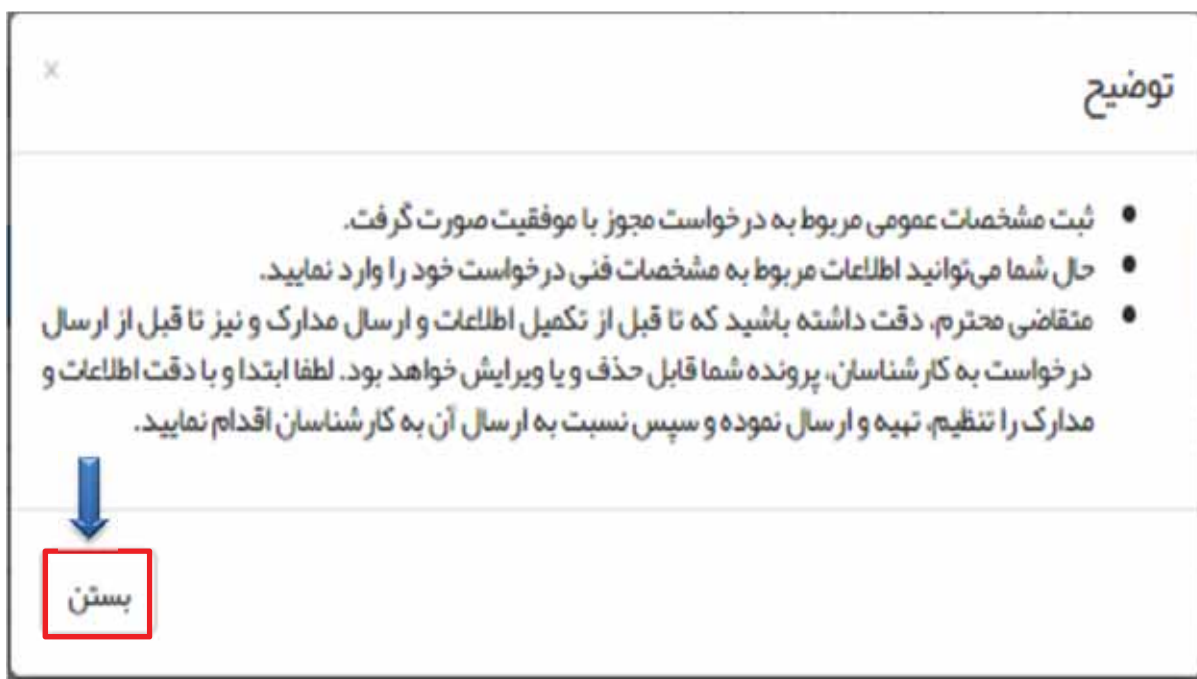 توضیح
×
ثبت مشخصات عمومی مربوط به درخواست مجوز با موفقیت صورت گرفت.
حال شما می‌توانید اطلاعات مربوط به مشخصات فنی درخواست خود را وارد نمایید.
متقاضی محترم، دقت داشته باشید که تا قبل از تکمیل اطلاعات و ارسال مدارک و نیز تا قبل از ارسال
درخواست به کارشناسان، پرونده شما قابل حذف و یا ویرایش خواهد بود. لطفا ابتدا و با دقت اطلاعات و
مدارک را تنظیم، تهیه و ارسال نموده و سپس نسبت به ارسال آن به کارشناسان اقدام نمایید.
بستن